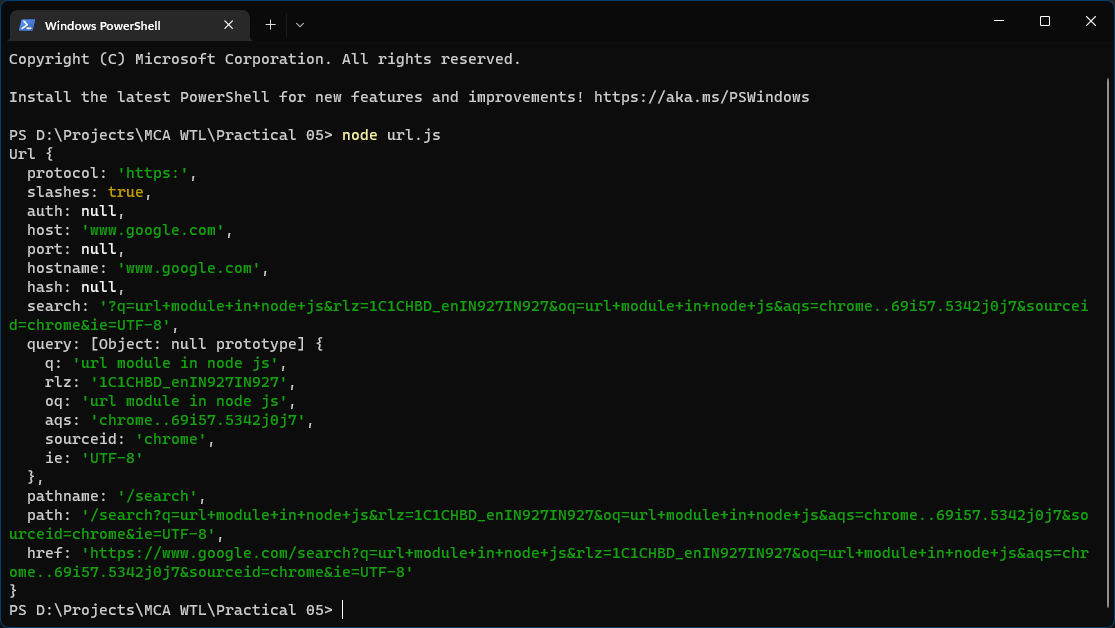 Windows PowerShell
Copyright (C) Microsoft Corporation. All rights reserved.
Install the latest PowerShell for new features and improvements! https://aka.ms/PSWindows
PS D:\Projects\MCA WTL\Practical 05> node url.js
Url {
  protocol: 'https:',
  slashes: true,
  auth: null,
  host: 'www.google.com',
  port: null,
  hostname: 'www.google.com',
  hash: null,
  search: '?q=url+module+in+node+js&rlz=1C1CHBD_enIN927IN927&oq=url+module+in+node+js&aqs=chrome..69i57.5342j0j7&sourcei
d=chrome&ie=UTF-8',
  query: [Object: null prototype] {
    q: 'url module in node js',
    rlz: '1C1CHBD_enIN927IN927',
    oq: 'url module in node js',
    aqs: 'chrome..69i57.5342j0j7',
    sourceid: 'chrome',
    ie: 'UTF-8'
  },
  pathname: '/search',
  path: '/search?q=url+module+in+node+js&rlz=1C1CHBD_enIN927IN927&oq=url+module+in+node+js&aqs=chrome..69i57.5342j0j7&so
urceid=chrome&ie=UTF-8',
  href: 'https://www.google.com/search?q=url+module+in+node+js&rlz=1C1CHBD_enIN927IN927&oq=url+module+in+node+js&aqs=chr
ome..69i57.5342j0j7&sourceid=chrome&ie=UTF-8'
}
PS D:\Projects\MCA WTL\Practical 05>